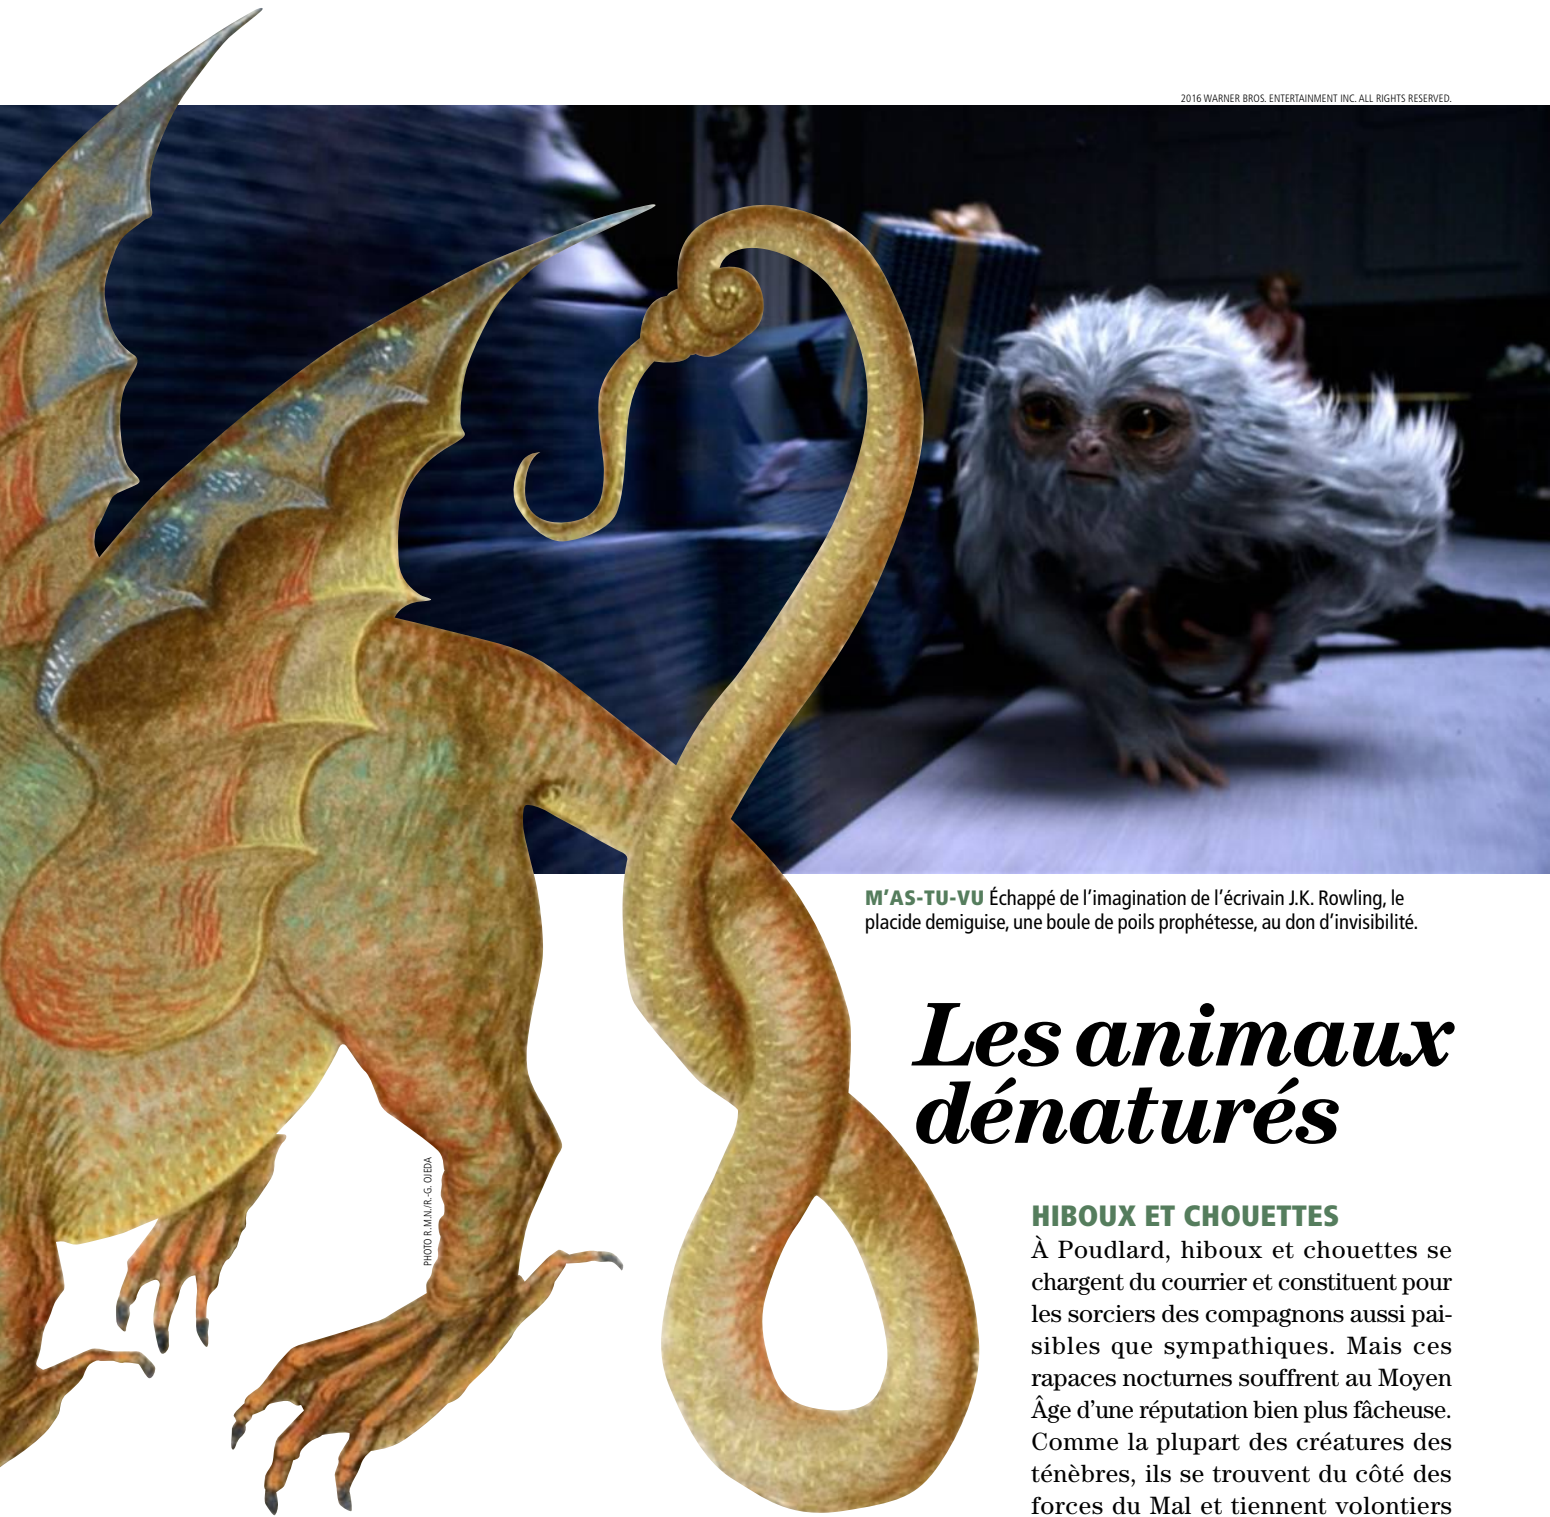 2016 WARNER BROS. ENTERTAINMENT INC. ALL RIGHTS RESERVED.
M'AS-TU-VU Échappé de l'imagination de l'écrivain J.K. Rowling, le
placide demiguise, une boule de poils prophétesse, au don d'invisibilité.
Les animaux
dénaturés
PHOTO R.M.N./R.-G. OJEDA
HIBOUX ET CHOUETTES
À Poudlard, hiboux et chouettes se
chargent du courrier et constituent pour
les sorciers des compagnons aussi pai-
sibles que sympathiques. Mais ces
rapaces nocturnes souffrent au Moyen
Âge d'une réputation bien plus fâcheuse.
Comme la plupart des créatures des
ténèbres, ils se trouvent du côté des
forces du Mal et tiennent volontiers